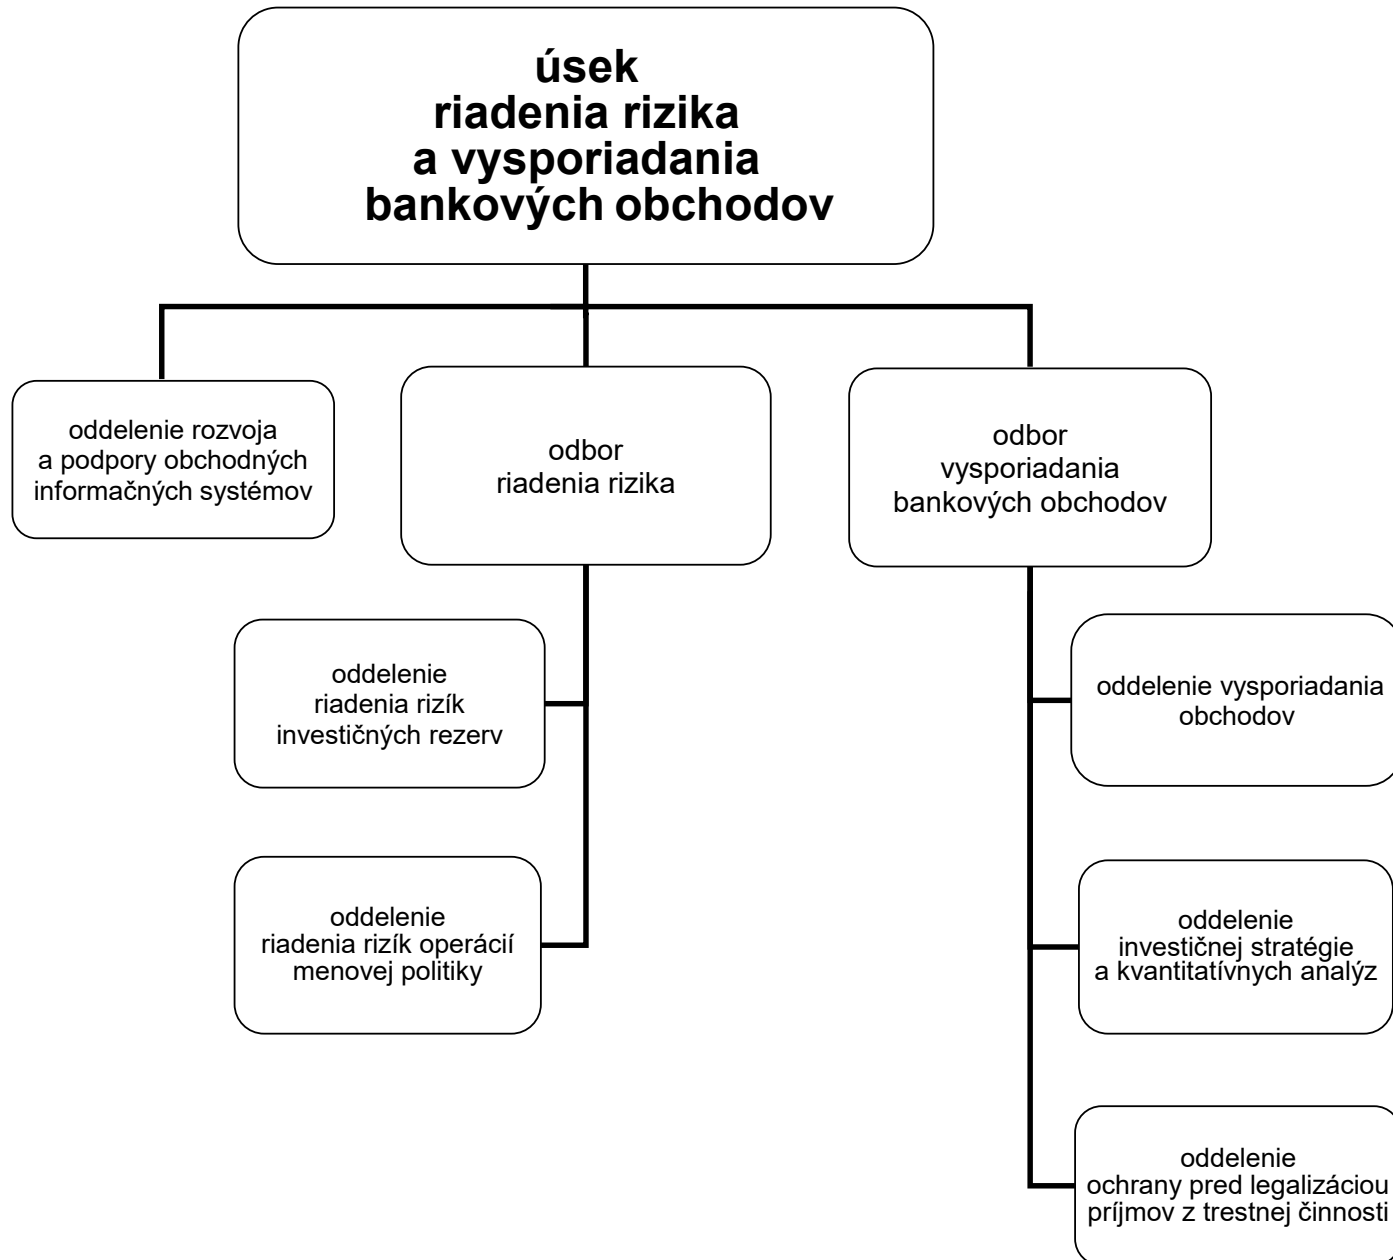 úsek
riadenia rizika
a vysporiadania
bankových obchodov
oddelenie rozvoja
a podpory obchodných
informačných systémov
odbor
riadenia rizika
odbor
vysporiadania
bankových obchodov
oddelenie
riadenia rizík
investičných rezerv
oddelenie vysporiadania
obchodov
oddelenie
riadenia rizík operácií
menovej politiky
oddelenie
investičnej stratégie
a kvantitatívnych analýz
oddelenie
ochrany pred legalizáciou
príjmov z trestnej činnosti